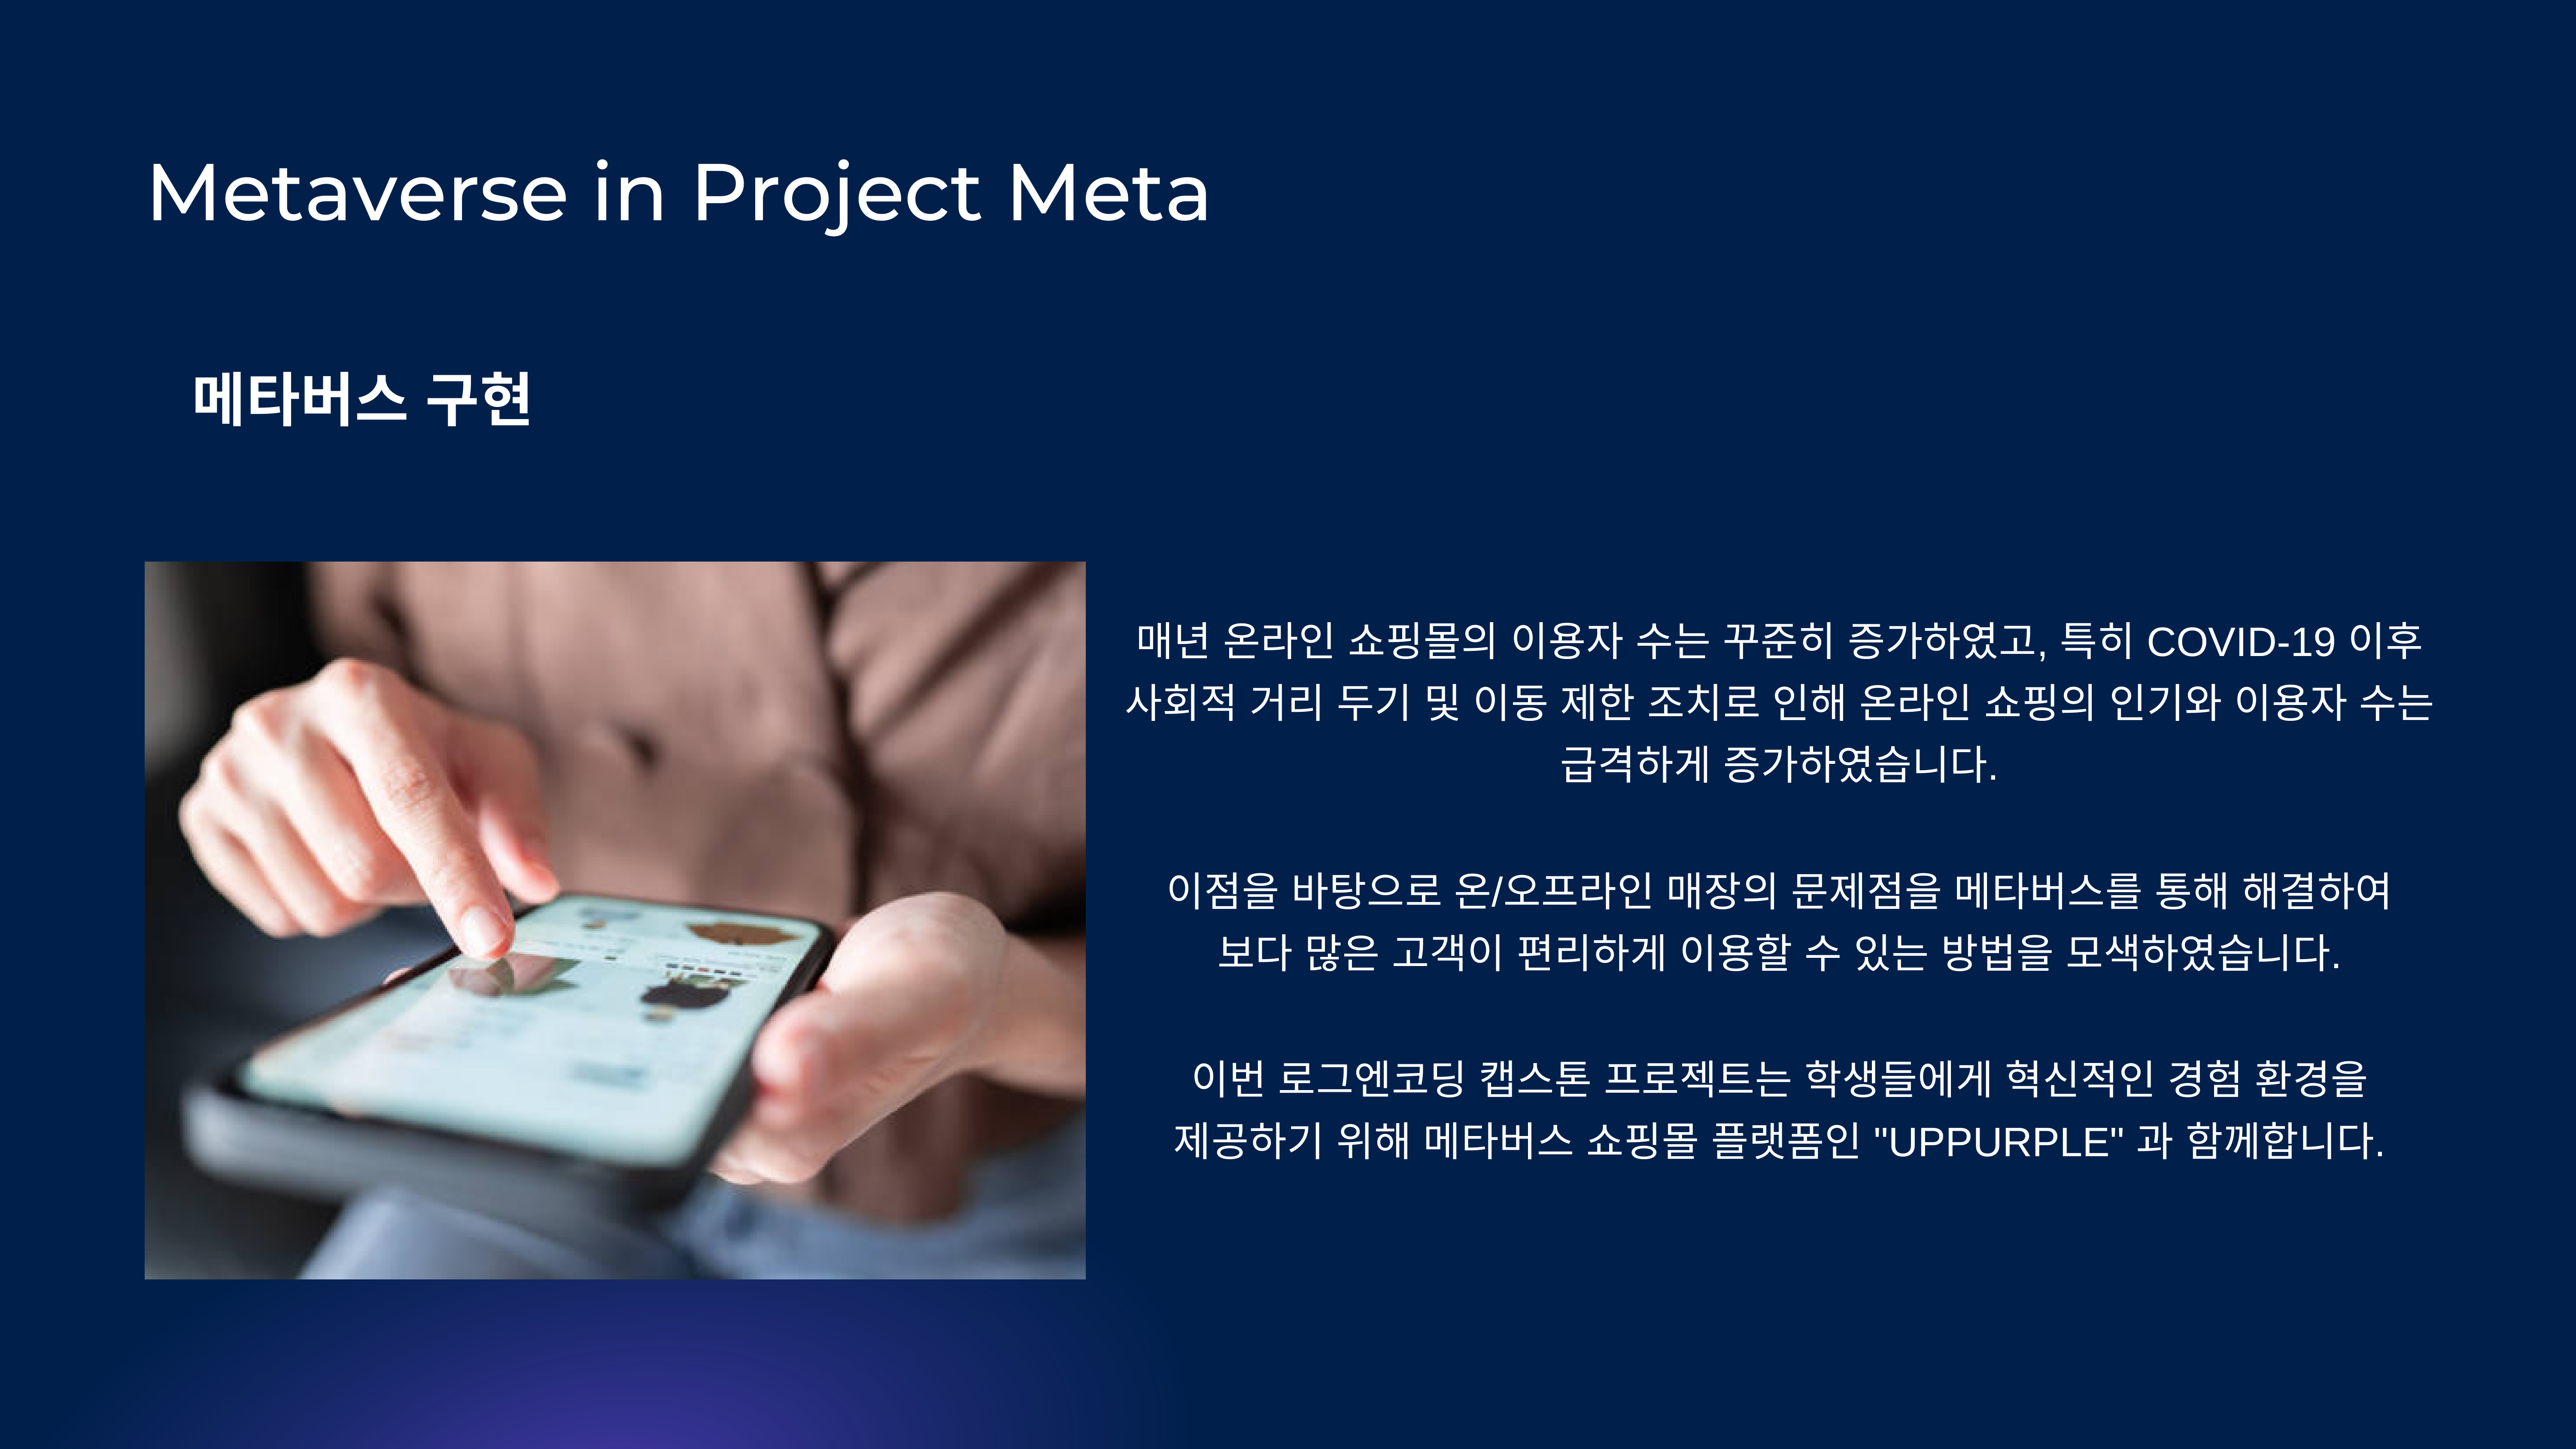 Metaverse in Project Meta
메타버스 구현
매년 온라인 쇼핑몰의 이용자 수는 꾸준히 증가하였고, 특히 COVID-19 이후
사회적 거리 두기 및 이동 제한 조치로 인해 온라인 쇼핑의 인기와 이용자 수는
급격하게 증가하였습니다.
이점을 바탕으로 온/오프라인 매장의 문제점을 메타버스를 통해 해결하여
보다 많은 고객이 편리하게 이용할 수 있는 방법을 모색하였습니다.
이번 로그엔코딩 캡스톤 프로젝트는 학생들에게 혁신적인 경험 환경을
제공하기 위해 메타버스 쇼핑몰 플랫폼인 "UPPURPLE" 과 함께합니다.